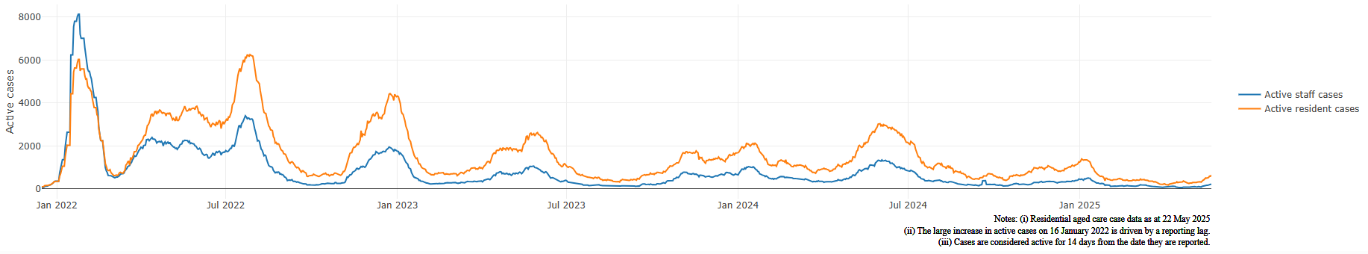 8000
6000
4000
2000
0
Active cases
Jan 2022
Jul 2022
Jan 2023
Jul 2023
Jan 2024
Jul 2024
Jan 2025
Active staff cases
Active resident cases
Notes: (i) Residential aged care case data as at 22 May 2025
(ii) The large increase in active cases on 16 January 2022 is driven by a reporting lag.
(iii) Cases are considered active for 14 days from the date they are reported.